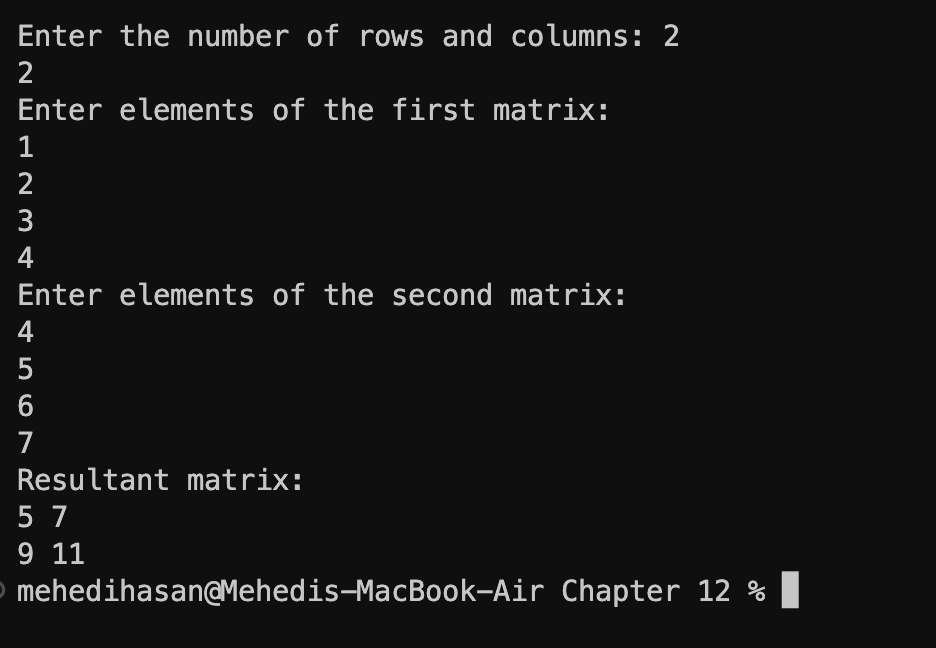 Enter the number of rows and columns: 2
2
Enter elements of the first matrix:
1
2
3
4
Enter elements of the second matrix:
4
5
6
7
Resultant matrix:
5 7
9 11
mehedihasan@Mehedis-MacBook-Air Chapter 12 %